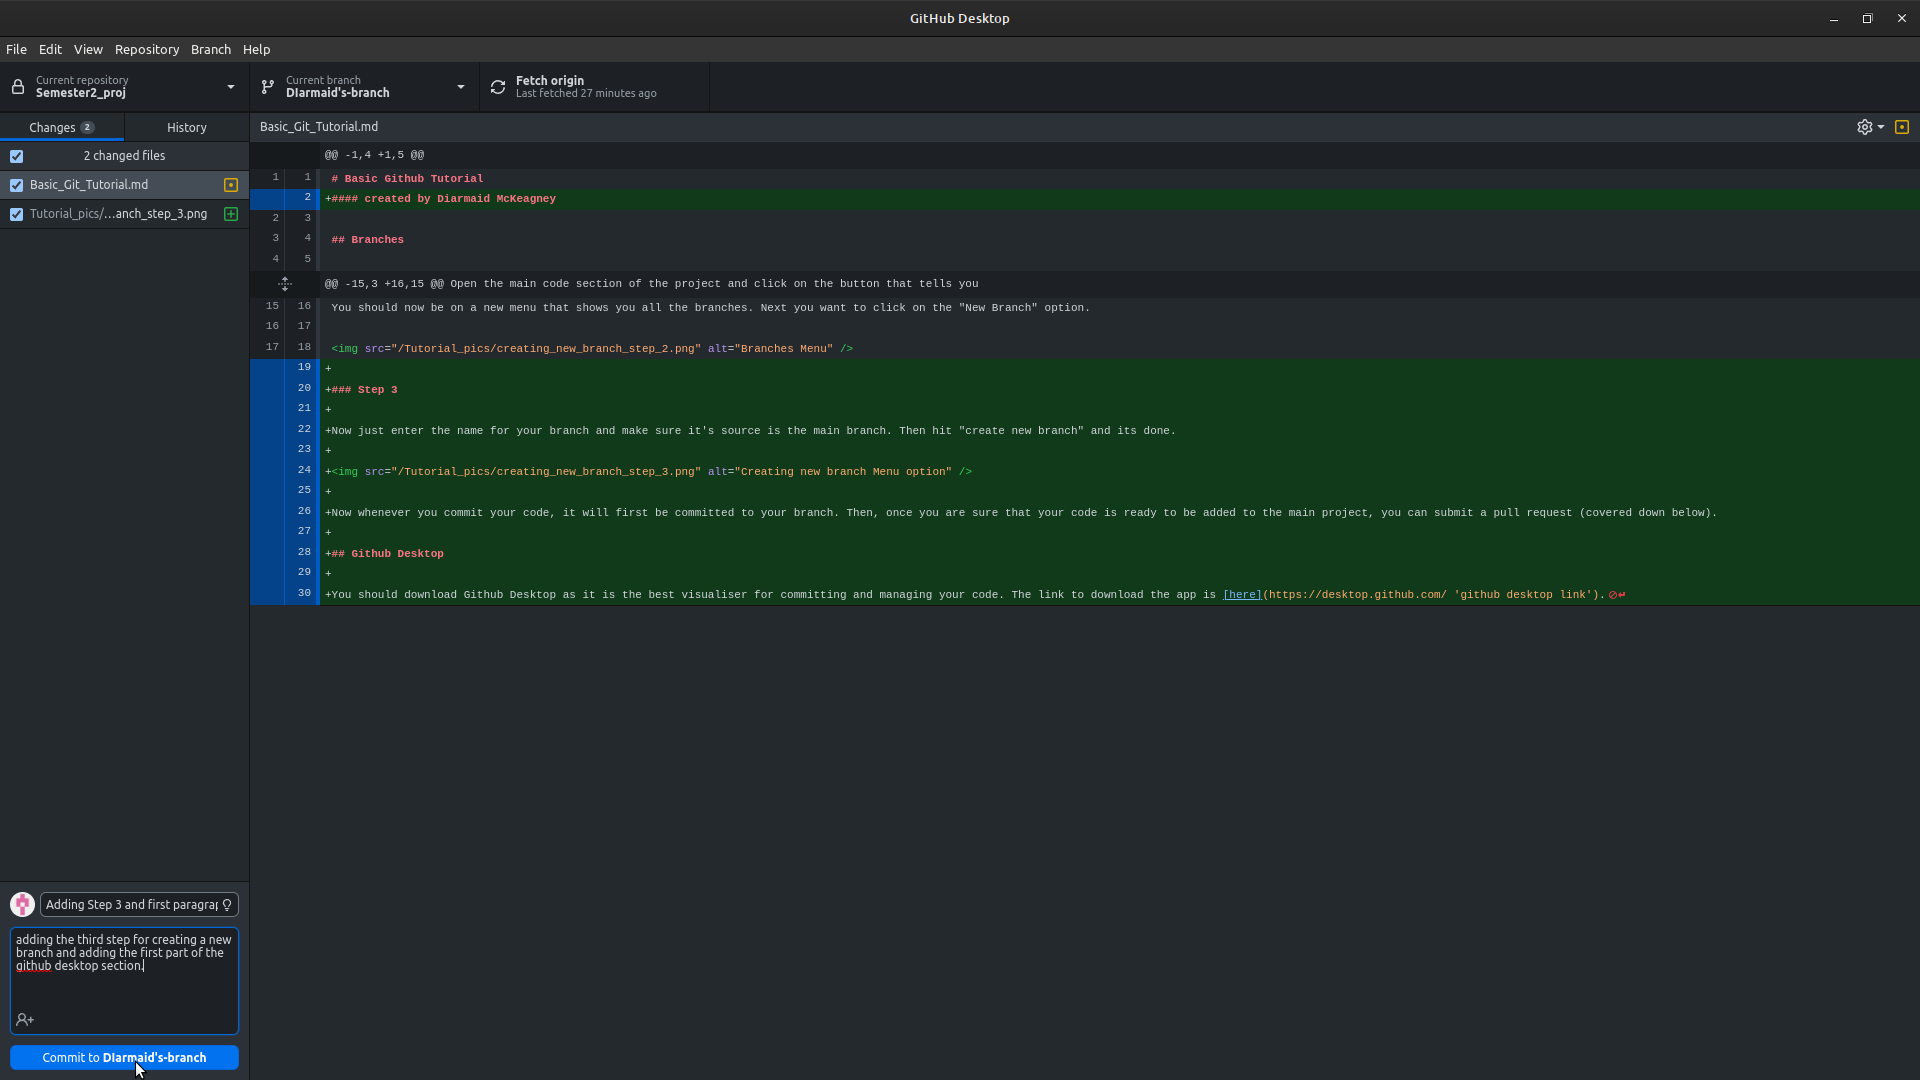 GitHub Desktop
File Edit View Repository Branch Help
Current repository
Semester2_proj
Current branch
DIarmaid's-branch
Fetch origin
Last fetched 27 minutes ago
Changes 2
History
Basic_Git_Tutorial.md
2 changed files
Basic_Git_Tutorial.md
Tutorial_pics/...anch_step_3.png
@@ -1,4 +1,5 @@
1 1 # Basic Github Tutorial
2 +#### created by Diarmaid McKeagney
2 3
3 4 ## Branches
4 5
@@ -15,3 +16,15 @@ Open the main code section of the project and click on the button that tells you
15 16 You should now be on a new menu that shows you all the branches. Next you want to click on the "New Branch" option.
16 17
17 18 <img src="/Tutorial_pics/creating_new_branch_step_2.png" alt="Branches Menu" />
19 +
20 +### Step 3
21 +
22 +Now just enter the name for your branch and make sure it's source is the main branch. Then hit "create new branch" and its done.
23 +
24 +<img src="/Tutorial_pics/creating_new_branch_step_3.png" alt="Creating new branch Menu option" />
25 +
26 +Now whenever you commit your code, it will first be committed to your branch. Then, once you are sure that your code is ready to be added to the main project, you can submit a pull request (covered down below).
27 +
28 +## Github Desktop
29 +
30 +You should download Github Desktop as it is the best visualiser for committing and managing your code. The link to download the app is [here](https://desktop.github.com/ 'github desktop link').
Adding Step 3 and first paragrap
adding the third step for creating a new
branch and adding the first part of the
github desktop section.
Commit to DIarmaid's-branch